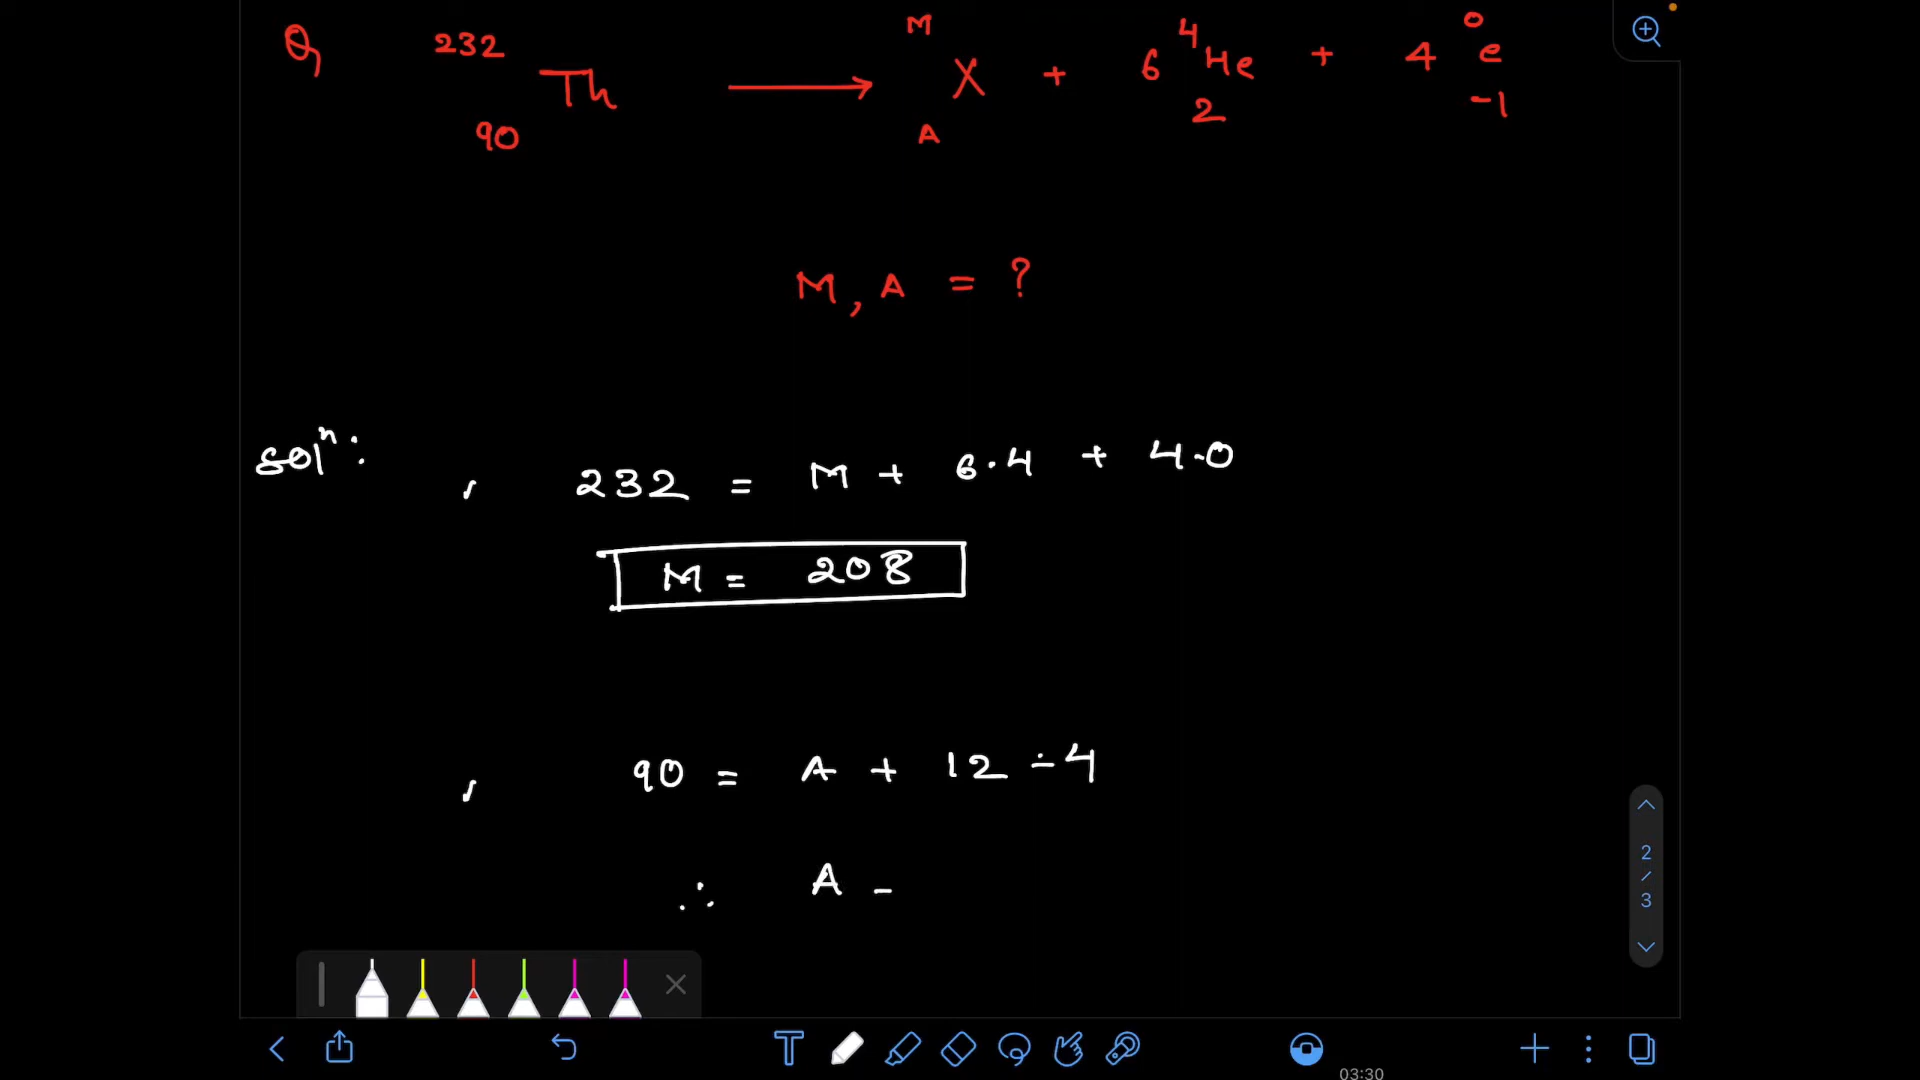 Q 232 90 Th → M A X + 6 4 2 He + 4 0 -1 e
M, A = ?
Solⁿ: , 232 = M + 6.4 + 4.0
M = 208
, 90 = A + 12 - 4
∴ A -
2 / 3
T
03:30